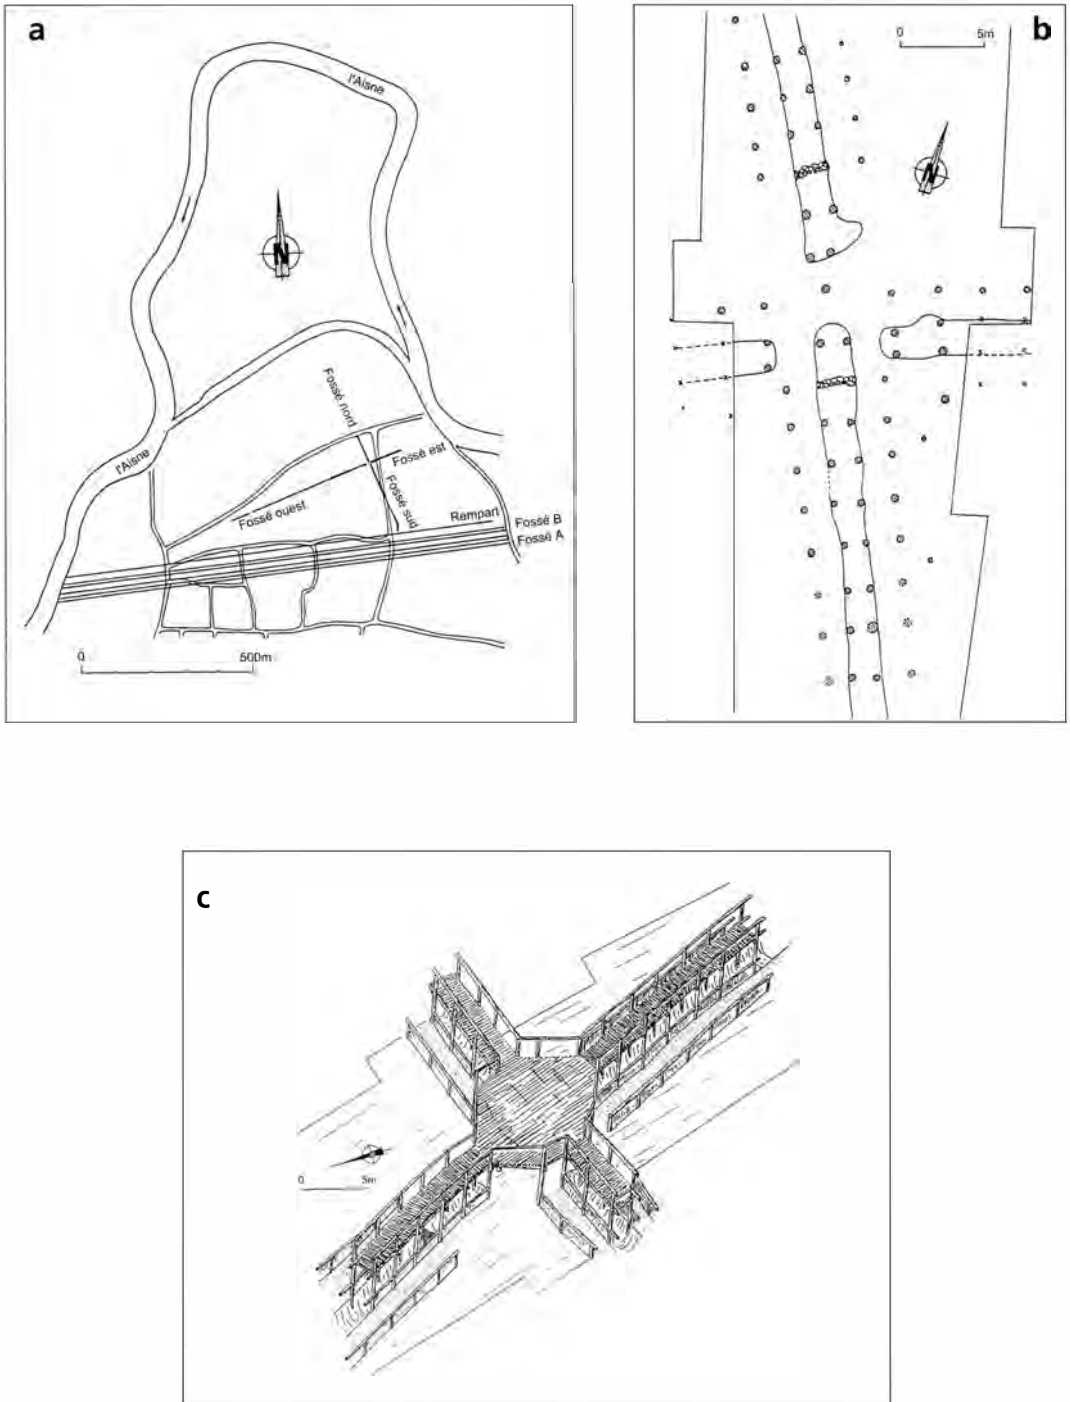 a
l'Aisne
N
l'Aisne
Fossé nord
Fossé est
Fossé ouest
Fossé sud
Rempart
Fossé B
Fossé A
0 500m
b
0 5m
N
c
0 5m